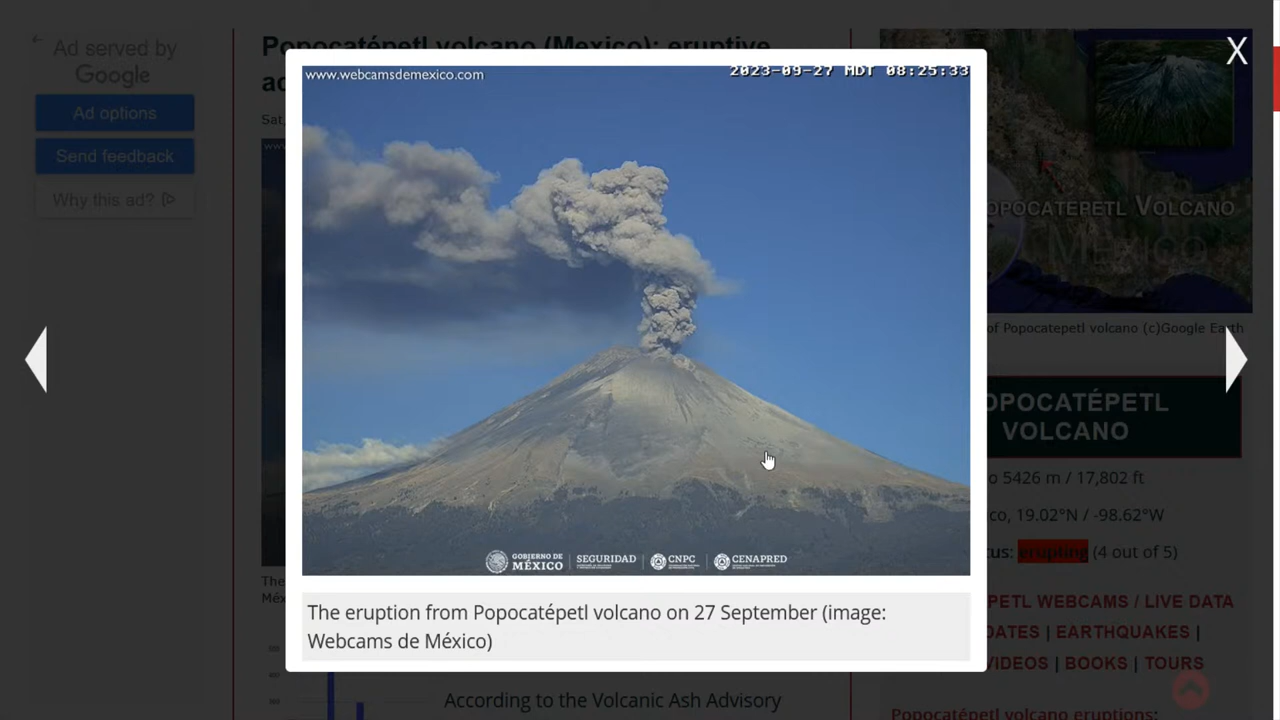 Ad served by
Google
Ad options
Send feedback
Why this ad?
Popocatépetl volcano (Mexico): eruptive
Sat,
X
www.webcamsdemexico.com
2023-09-27 MDT 08:25:33
GOBIERNO DE
MÉXICO
SEGURIDAD
CNPC
CENAPRED
The eruption from Popocatépetl volcano on 27 September (image:
Webcams de México)
According to the Volcanic Ash Advisory
OPOCATEPETL VOLCANO
MEXICO
of Popocatepetl volcano (c)Google Earth
OPOCATÉPETL
VOLCANO
o 5426 m / 17,802 ft
co, 19.02°N / -98.62°W
tus: erupting (4 out of 5)
PETL WEBCAMS / LIVE DATA
DATES | EARTHQUAKES |
VIDEOS | BOOKS | TOURS
Popocatépetl volcano eruptions: